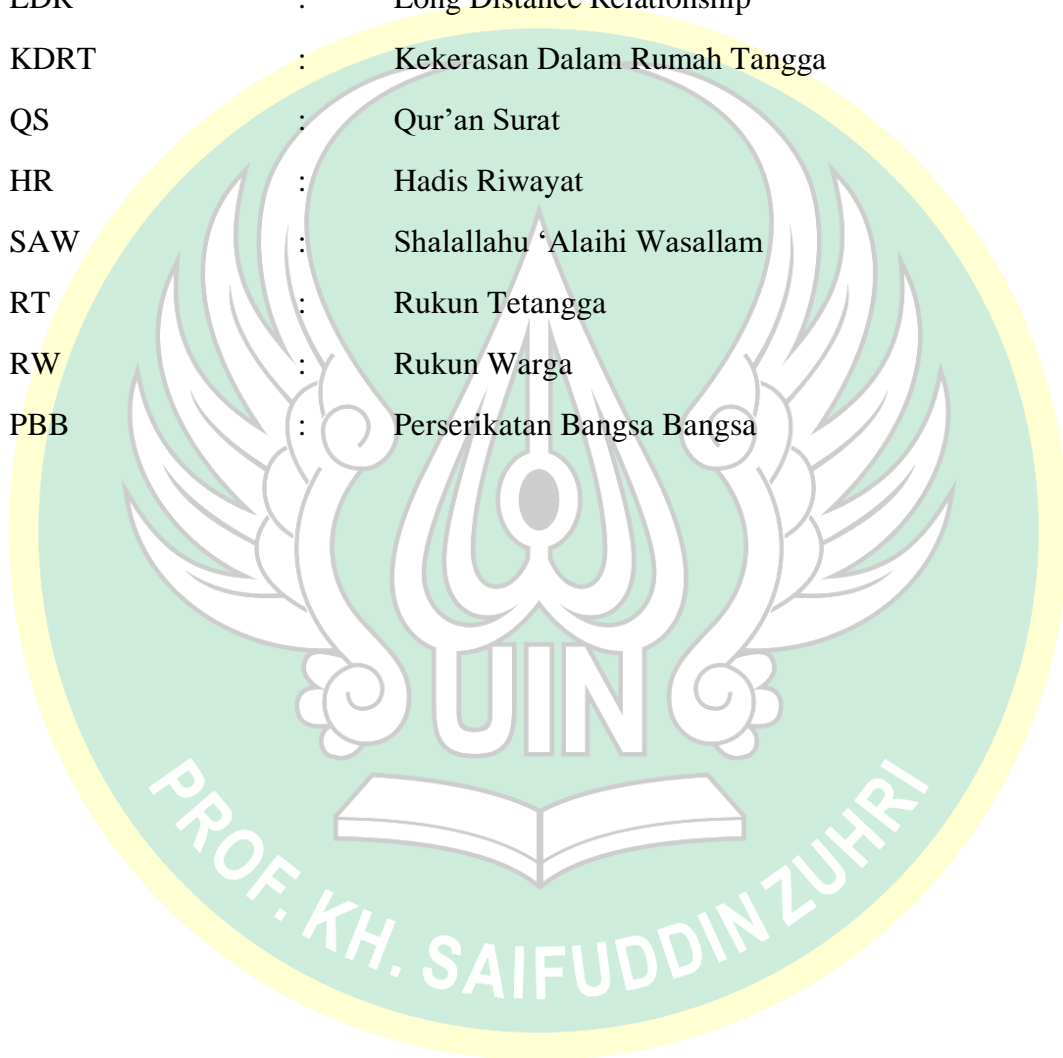 LDR : Long Distance Relationship
KDRT : Kekerasan Dalam Rumah Tangga
QS : Qur’an Surat
HR : Hadis Riwayat
SAW : Shalallahu ‘Alaihi Wasallam
RT : Rukun Tetangga
RW : Rukun Warga
PBB : Perserikatan Bangsa Bangsa
UIN
PROF. KH. SAIFUDDIN ZUHRI